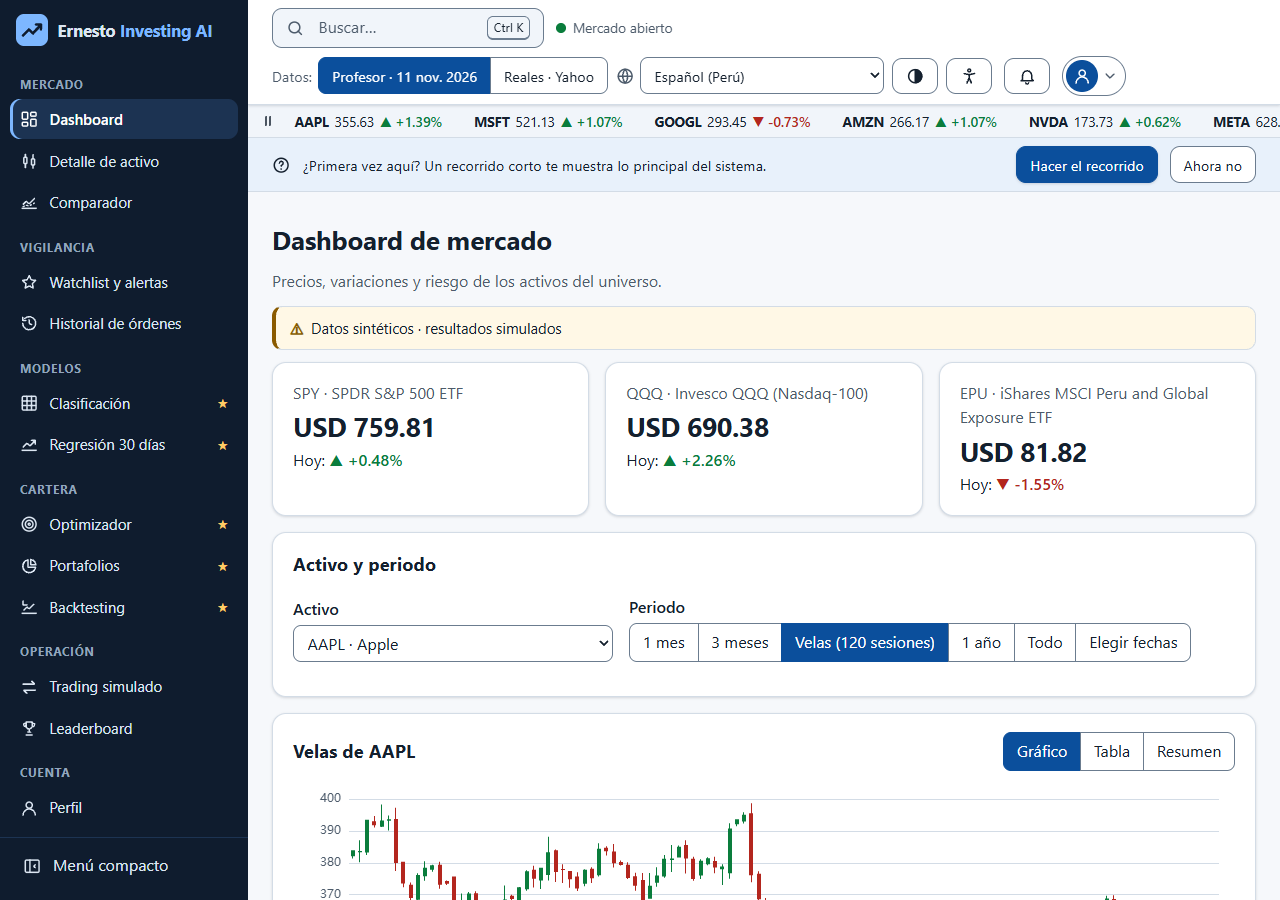 Ernesto Investing AI
MERCADO
Dashboard
Detalle de activo
Comparador
VIGILANCIA
Watchlist y alertas
Historial de órdenes
MODELOS
Clasificación ★
Regresión 30 días ★
CARTERA
Optimizador ★
Portafolios ★
Backtesting ★
OPERACIÓN
Trading simulado
Leaderboard
CUENTA
Perfil
Menú compacto
Buscar... Ctrl K Mercado abierto
Datos: Profesor · 11 nov. 2026 Reales · Yahoo Español (Perú)
AAPL 355.63 ▲ +1.39% MSFT 521.13 ▲ +1.07% GOOGL 293.45 ▼ -0.73% AMZN 266.17 ▲ +1.07% NVDA 173.73 ▲ +0.62% META 628.
¿Primera vez aquí? Un recorrido corto te muestra lo principal del sistema. Hacer el recorrido Ahora no
Dashboard de mercado
Precios, variaciones y riesgo de los activos del universo.
⚠ Datos sintéticos · resultados simulados
SPY · SPDR S&P 500 ETF
USD 759.81
Hoy: ▲ +0.48%
QQQ · Invesco QQQ (Nasdaq-100)
USD 690.38
Hoy: ▲ +2.26%
EPU · iShares MSCI Peru and Global
Exposure ETF
USD 81.82
Hoy: ▼ -1.55%
Activo y periodo
Activo
AAPL · Apple
Periodo
1 mes 3 meses Velas (120 sesiones) 1 año Todo Elegir fechas
Velas de AAPL
Gráfico Tabla Resumen
400
390
380
370